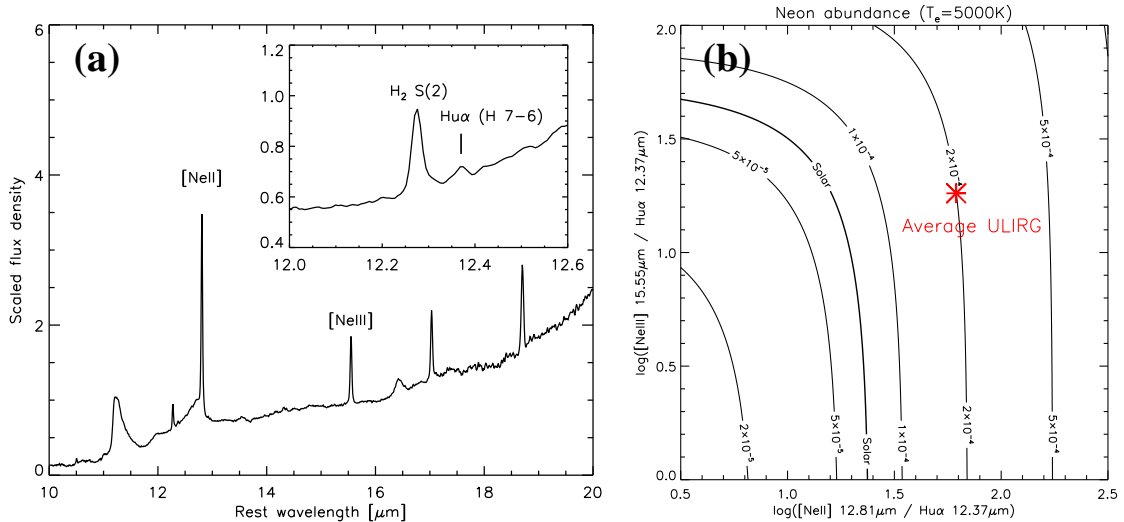 (a)
6
4
2
0
Scaled flux density
10 12 14 16 18 20
Rest wavelength [μm]
[NeII]
[NeIII]
1.2
1.0
0.8
0.6
0.4
H₂ S(2)
Huα (H 7−6)
12.0 12.2 12.4 12.6
Neon abundance (Tₑ=5000K)
(b)
2.0
1.5
1.0
0.5
0.0
log([NeIII] 15.55μm / Huα 12.37μm)
1×10⁻⁴
Solar
5×10⁻⁵
2×10⁻⁴
5×10⁻⁴
Average ULIRG
2×10⁻⁵
5×10⁻⁵
Solar
1×10⁻⁴
2×10⁻⁴
5×10⁻⁴
0.5 1.0 1.5 2.0 2.5
log([NeII] 12.81μm / Huα 12.37μm)